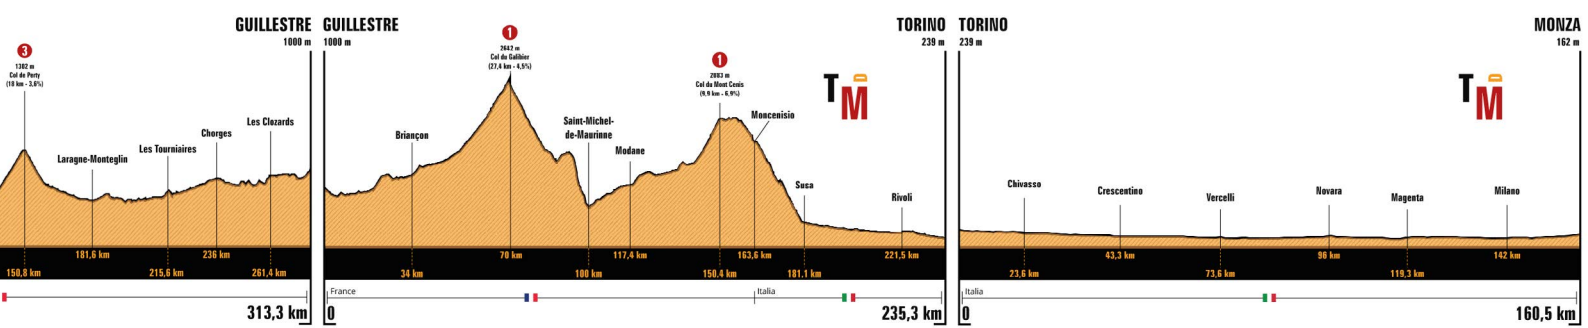 GUILLESTRE
1000 m
3
1302 m
Col de Perty
(18 km - 3,6%)
Laragne-Monteglin
Les Tourniaires
Chorges
Les Clozards
150,8 km
181,6 km
215,6 km
236 km
261,4 km
313,3 km
GUILLESTRE
1000 m
TORINO
239 m
1
2642 m
Col du Galibier
(27,4 km - 4,5%)
1
2083 m
Col du Mont Cenis
(9,9 km - 6,9%)
T
D
M
Briançon
Saint-Michel-
de-Maurinne
Modane
Moncenisio
Susa
Rivoli
34 km
70 km
100 km
117,4 km
150,4 km
163,6 km
181.1 km
221,5 km
France
Italia
0
235,3 km
TORINO
239 m
MONZA
162 m
T
D
M
Chivasso
Crescentino
Vercelli
Novara
Magenta
Milano
23,6 km
43,3 km
73,6 km
96 km
119,3 km
142 km
Italia
0
160,5 km